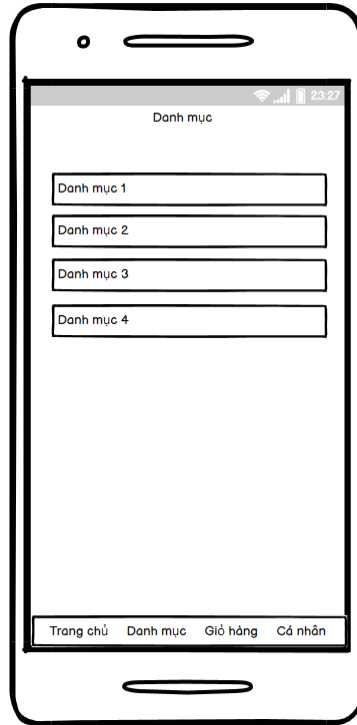 23:27
Danh mục
Danh mục 1
Danh mục 2
Danh mục 3
Danh mục 4
Trang chủ Danh mục Giỏ hàng Cá nhân